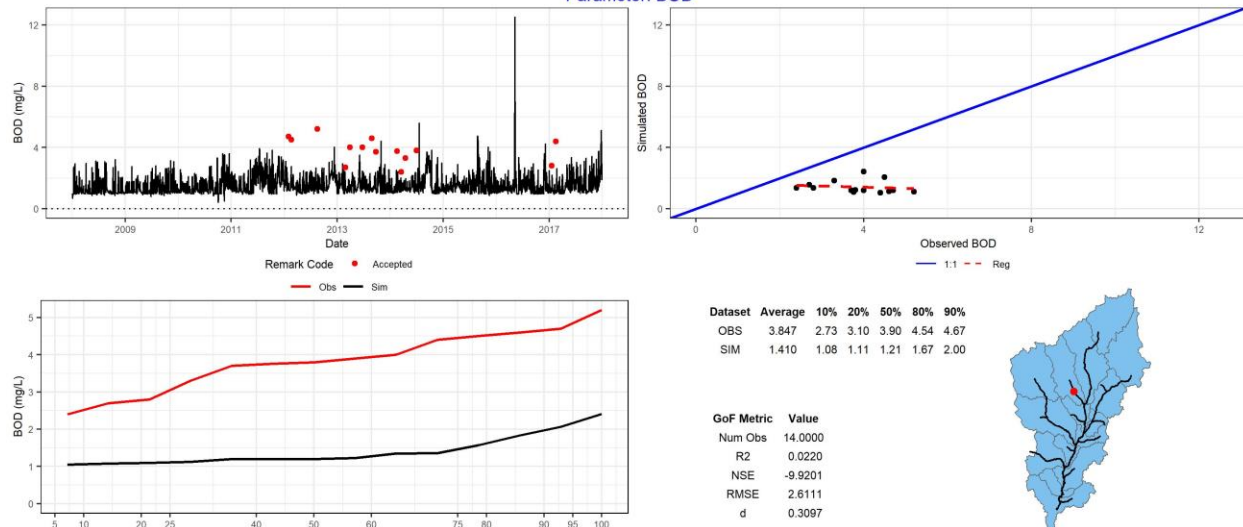 Parameter: BOD
12
8
4
0
BOD (mg/L)
2009 2011 2013 2015 2017
Date
Remark Code Accepted
12
8
4
0
Simulated BOD
0 4 8 12
Observed BOD
1:1 Reg
Obs Sim
5
4
3
2
1
0
BOD (mg/L)
5 10 20 25 40 60 75 80 90 95 100
Dataset Average 10% 20% 50% 80% 90%
OBS 3.847 2.73 3.10 3.90 4.54 4.67
SIM 1.410 1.08 1.11 1.21 1.67 2.00
GoF Metric Value
Num Obs 14.0000
R2 0.0220
NSE -9.9201
RMSE 2.6111
d 0.3097